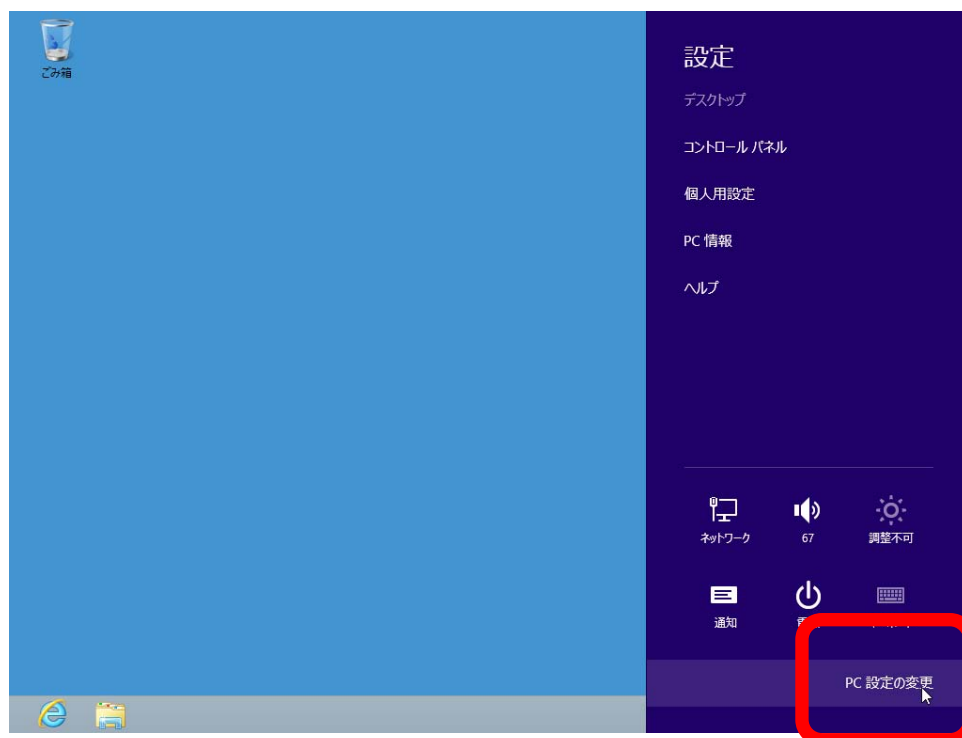 ごみ箱
設定
デスクトップ
コントロール パネル
個人用設定
PC 情報
ヘルプ
ネットワーク
67
調整不可
通知
PC 設定の変更